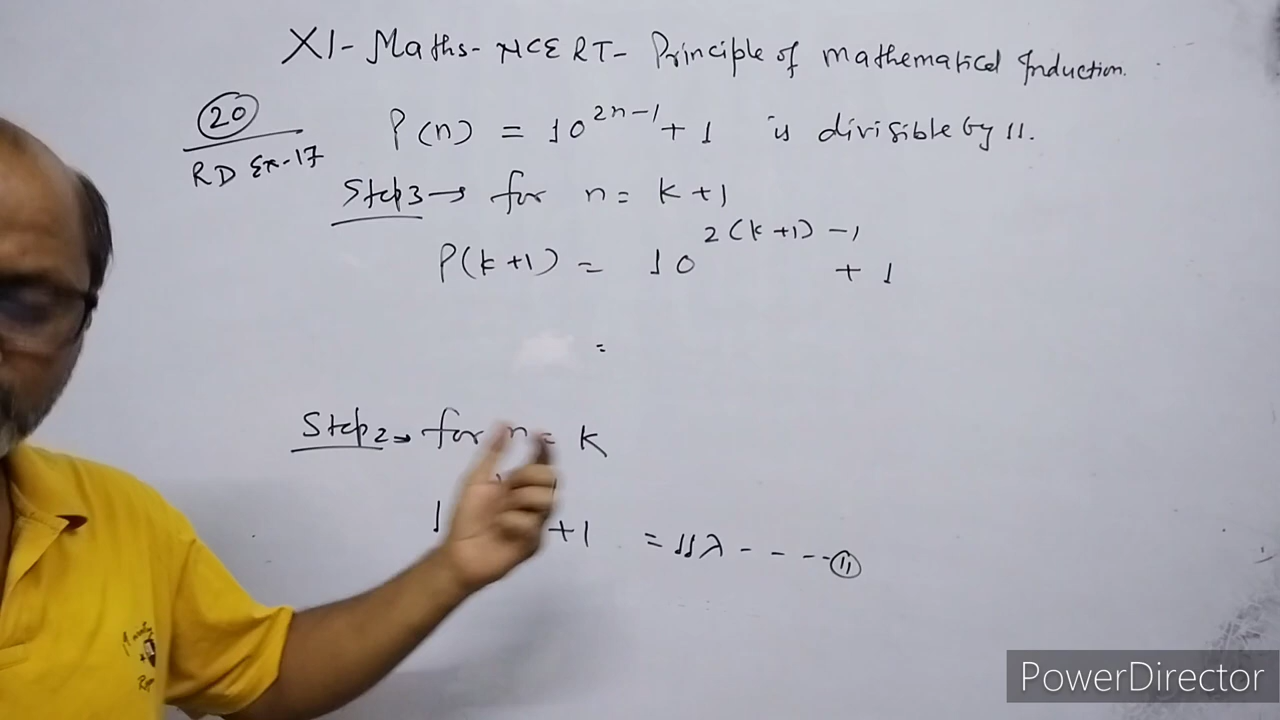 XI- Maths- NCERT- Principle of mathematical Induction.
20
RD Ex-17
P(n) = 10^{2n-1} + 1 is divisible by 11.
Step3 → for n = k + 1
P(k+1) = 10^{2(k+1) - 1} + 1
=
Step2 → for n = k
1 +1 = 11λ - - - - (11)
PowerDirector